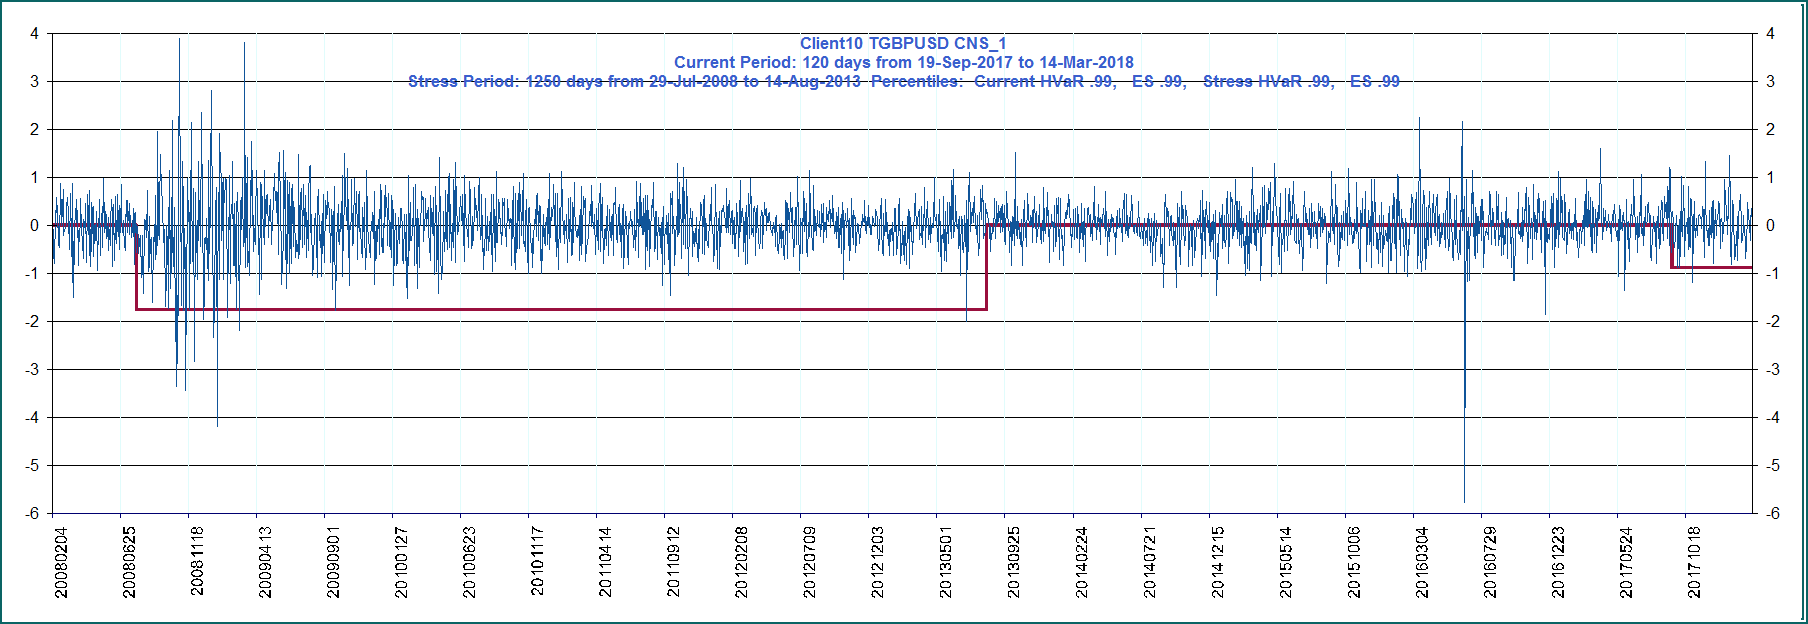 Client10 TGBPUSD CNS_1
Current Period: 120 days from 19-Sep-2017 to 14-Mar-2018
Stress Period: 1250 days from 29-Jul-2008 to 14-Aug-2013  Percentiles:  Current HVaR .99,   ES .99,   Stress HVaR .99,   ES .99
4 4
3 3
2 2
1 1
0 0
-1 -1
-2 -2
-3 -3
-4 -4
-5 -5
-6 -6
20080204 20080625 20081118 20090413 20090901 20100127 20100623 20101117 20110414 20110912 20120208 20120709 20121203 20130501 20130925 20140224 20140721 20141215 20150514 20151006 20160304 20160729 20161223 20170524 20171018